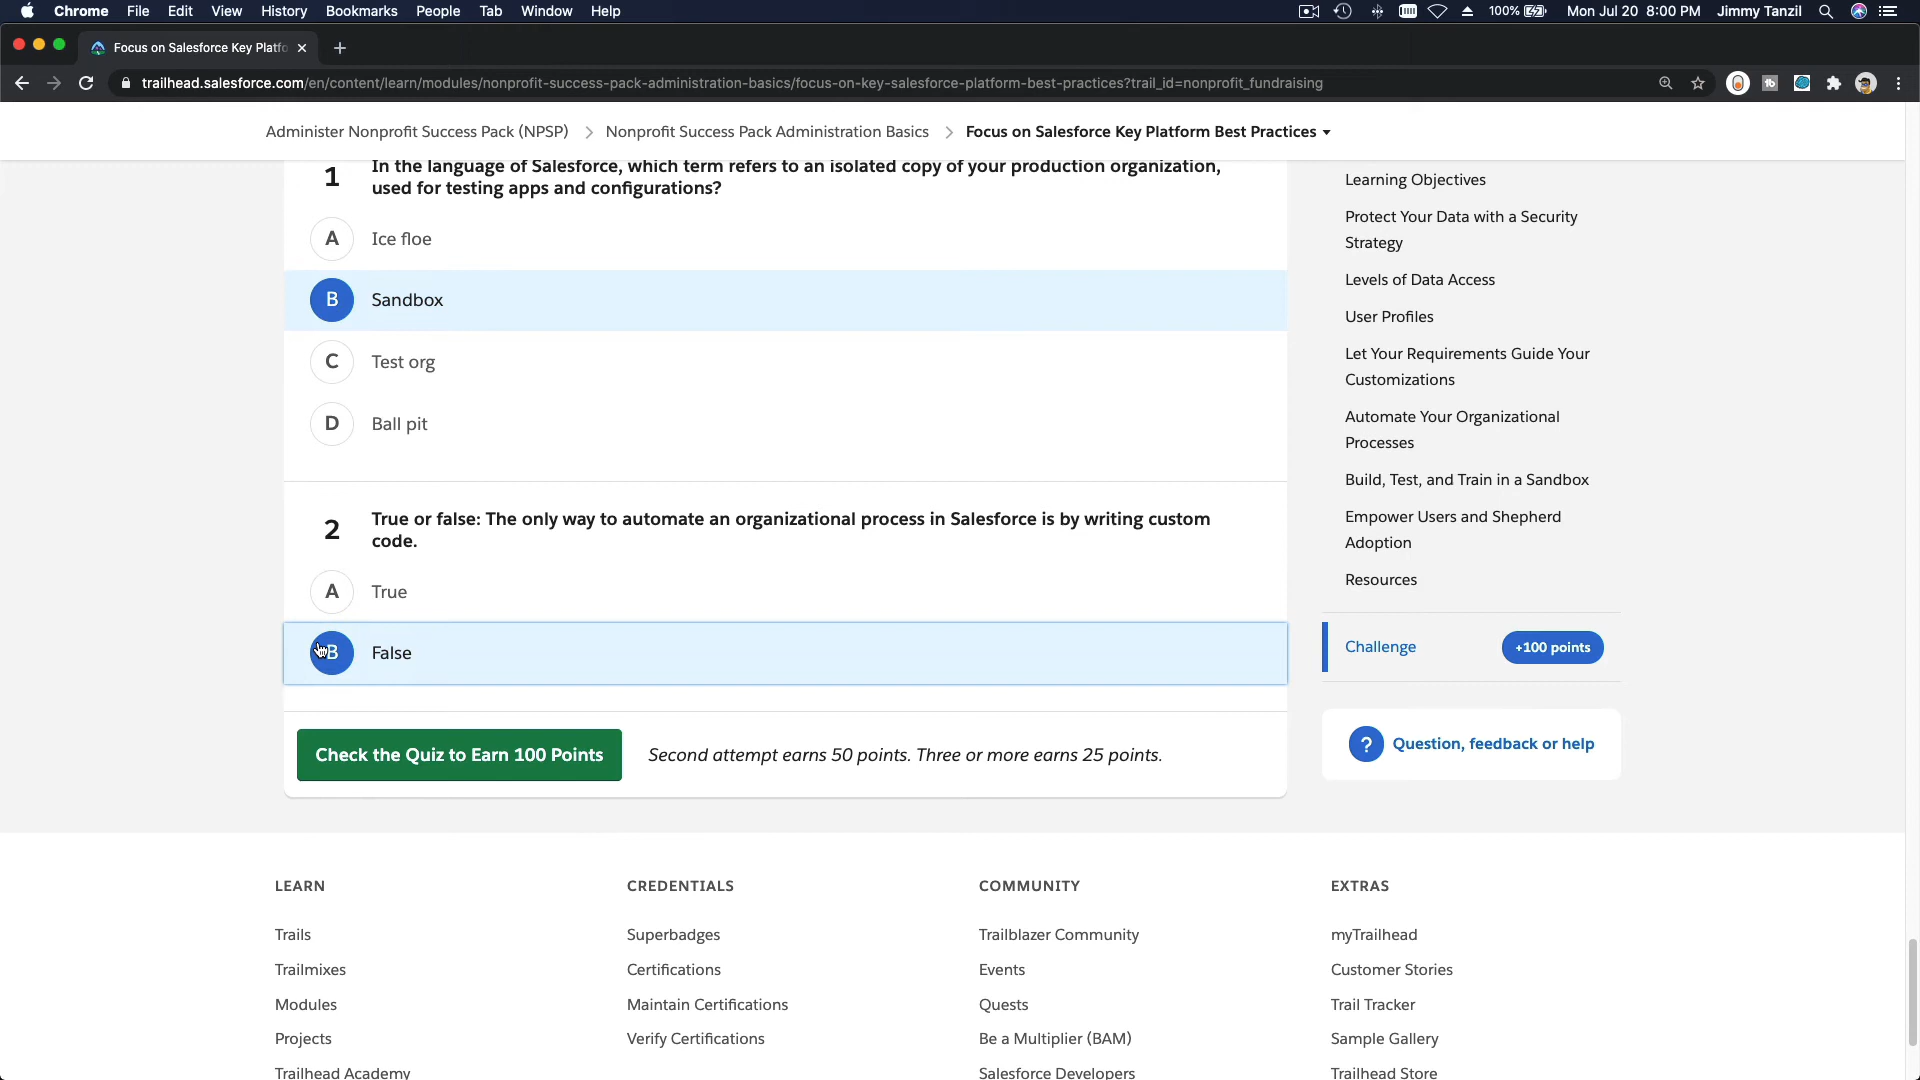 Chrome File Edit View History Bookmarks People Tab Window Help 100% Mon Jul 20 8:00 PM Jimmy Tanzil
Focus on Salesforce Key Platfo
trailhead.salesforce.com/en/content/learn/modules/nonprofit-success-pack-administration-basics/focus-on-key-salesforce-platform-best-practices?trail_id=nonprofit_fundraising
Administer Nonprofit Success Pack (NPSP) > Nonprofit Success Pack Administration Basics > Focus on Salesforce Key Platform Best Practices
1 In the language of Salesforce, which term refers to an isolated copy of your production organization,
used for testing apps and configurations?
A Ice floe
B Sandbox
C Test org
D Ball pit
2 True or false: The only way to automate an organizational process in Salesforce is by writing custom
code.
A True
B False
Check the Quiz to Earn 100 Points Second attempt earns 50 points. Three or more earns 25 points.
Learning Objectives
Protect Your Data with a Security
Strategy
Levels of Data Access
User Profiles
Let Your Requirements Guide Your
Customizations
Automate Your Organizational
Processes
Build, Test, and Train in a Sandbox
Empower Users and Shepherd
Adoption
Resources
Challenge +100 points
? Question, feedback or help
LEARN
Trails
Trailmixes
Modules
Projects
Trailhead Academy
CREDENTIALS
Superbadges
Certifications
Maintain Certifications
Verify Certifications
COMMUNITY
Trailblazer Community
Events
Quests
Be a Multiplier (BAM)
Salesforce Developers
EXTRAS
myTrailhead
Customer Stories
Trail Tracker
Sample Gallery
Trailhead Store